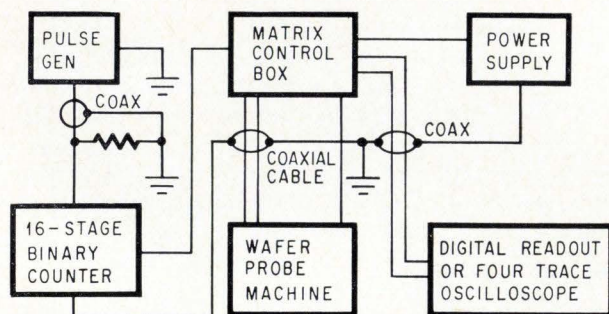 PULSE
GEN
MATRIX
CONTROL
BOX
POWER
SUPPLY
COAX
COAX
COAXIAL
CABLE
16-STAGE
BINARY
COUNTER
WAFER
PROBE
MACHINE
DIGITAL READOUT
OR FOUR TRACE
OSCILLOSCOPE